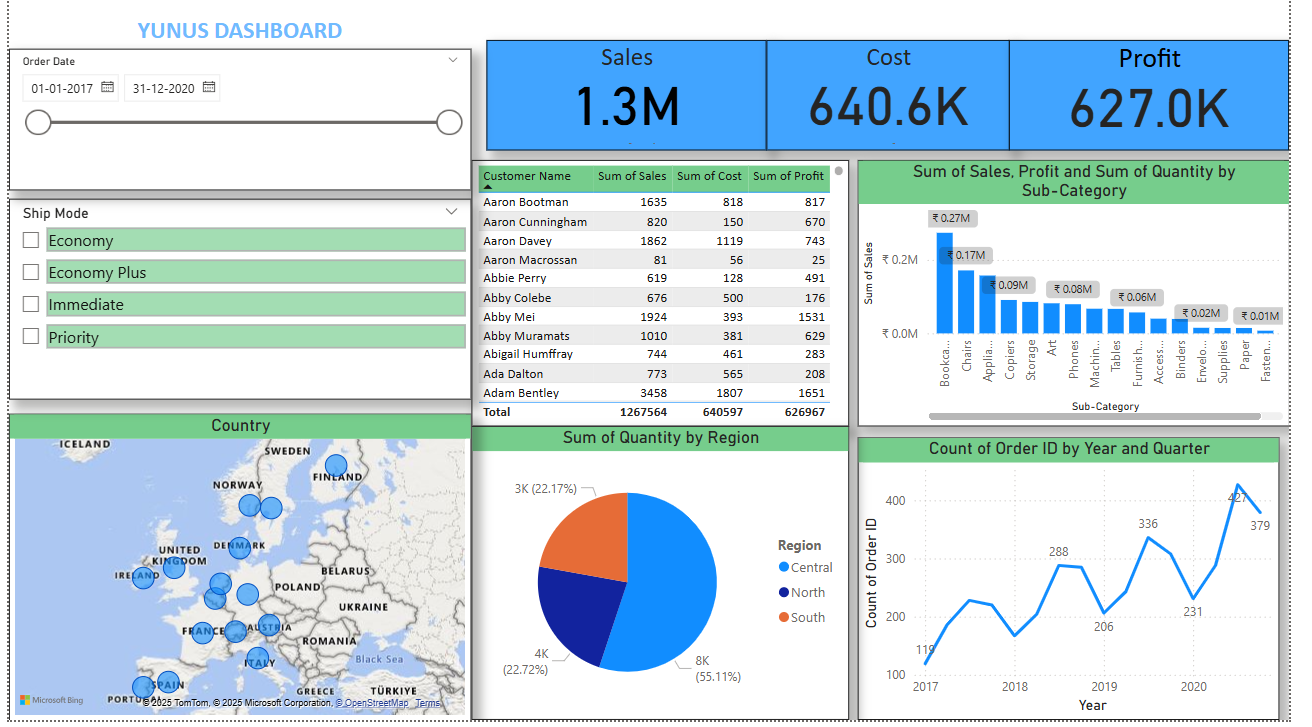 YUNUS DASHBOARD
Order Date
01-01-2017 31-12-2020
Sales
1.3M
Cost
640.6K
Profit
627.0K
Ship Mode
Economy
Economy Plus
Immediate
Priority
Customer Name Sum of Sales Sum of Cost Sum of Profit
Aaron Bootman 1635 818 817
Aaron Cunningham 820 150 670
Aaron Davey 1862 1119 743
Aaron Macrossan 81 56 25
Abbie Perry 619 128 491
Abby Colebe 676 500 176
Abby Mei 1924 393 1531
Abby Muramats 1010 381 629
Abigail Humffray 744 461 283
Ada Dalton 773 565 208
Adam Bentley 3458 1807 1651
Total 1267564 640597 626967
Sum of Sales, Profit and Sum of Quantity by
Sub-Category
Sum of Sales
₹ 0.2M
₹ 0.0M
₹ 0.27M
₹ 0.17M
₹ 0.09M
₹ 0.08M
₹ 0.06M
₹ 0.02M
₹ 0.01M
Bookca...
Chairs
Applia...
Copiers
Storage
Art
Phones
Machin...
Tables
Furnish...
Access...
Binders
Envelo...
Supplies
Paper
Fasten...
Sub-Category
Country
ICELAND
SWEDEN
FINLAND
NORWAY
DENMARK
UNITED
KINGDOM
IRELAND
BELARUS
POLAND
UKRAINE
FRANCE
AUSTRIA
ROMANIA
ITALY
Black Sea
SPAIN
PORTUGAL
GREECE
TÜRKIYE
Microsoft Bing
© 2025 TomTom, © 2025 Microsoft Corporation, © OpenStreetMap Terms
Sum of Quantity by Region
3K (22.17%)
4K
(22.72%)
8K
(55.11%)
Region
Central
North
South
Count of Order ID by Year and Quarter
Count of Order ID
400
300
200
100
119
288
206
336
231
427
379
2017 2018 2019 2020
Year